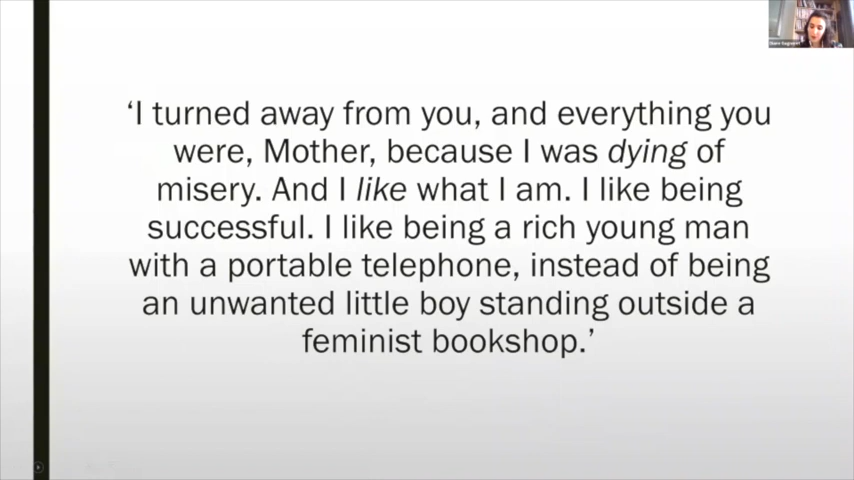 ‘I turned away from you, and everything you
were, Mother, because I was dying of
misery. And I like what I am. I like being
successful. I like being a rich young man
with a portable telephone, instead of being
an unwanted little boy standing outside a
feminist bookshop.’